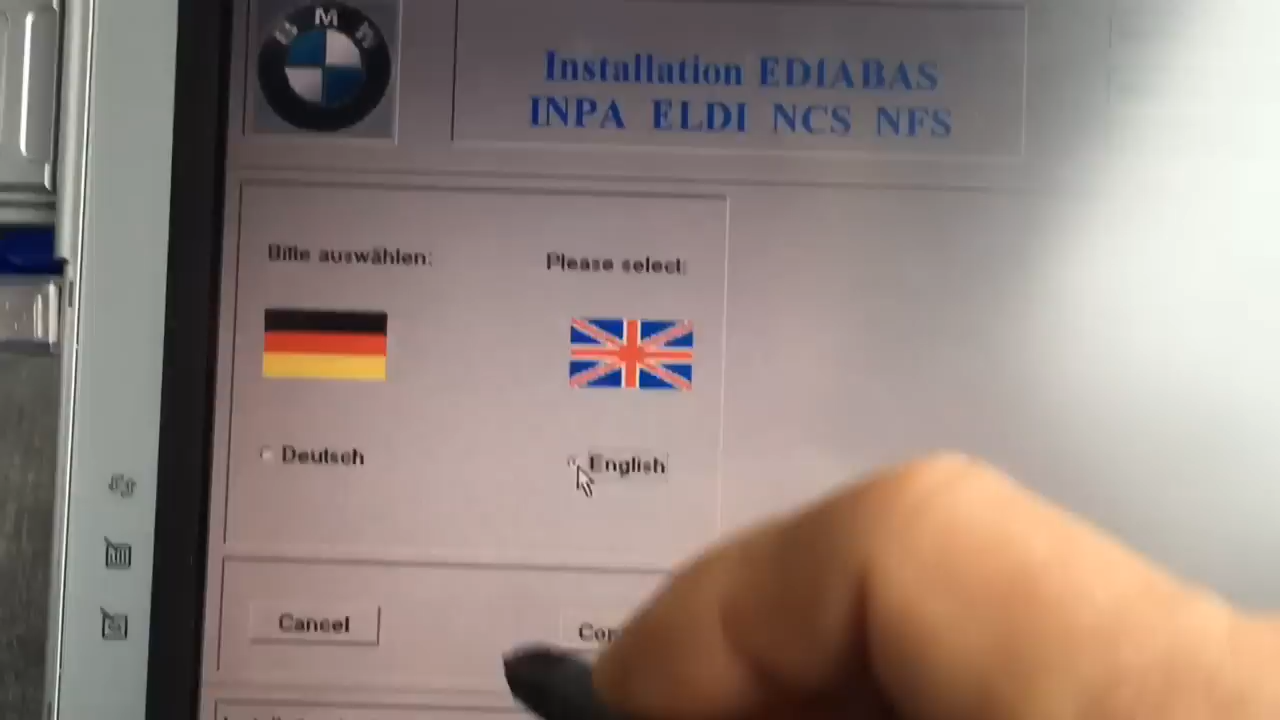 BMW
Installation EDIABAS
INPA ELDI NCS NFS
Bitte auswählen:
Please select:
Deutsch
English
Cancel